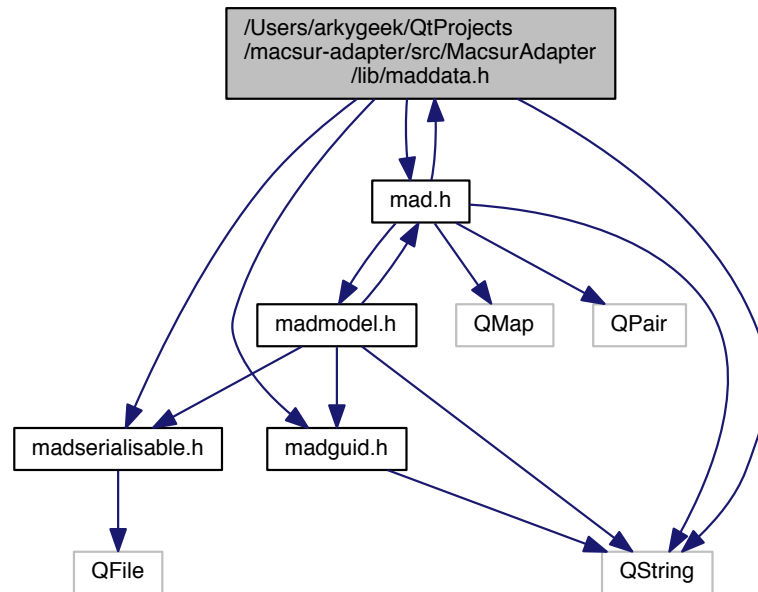 /Users/arkygeek/QtProjects
/macsur-adapter/src/MacsurAdapter
/lib/maddata.h
mad.h
madmodel.h
QMap
QPair
madserialisable.h
madguid.h
QFile
QString